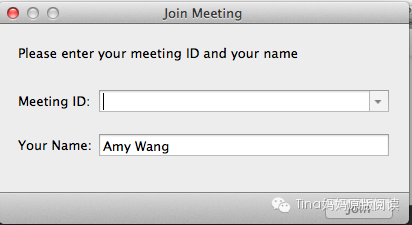 Join Meeting
Please enter your meeting ID and your name
Meeting ID:
Your Name: Amy Wang
Tina妈妈原版阅读
Join